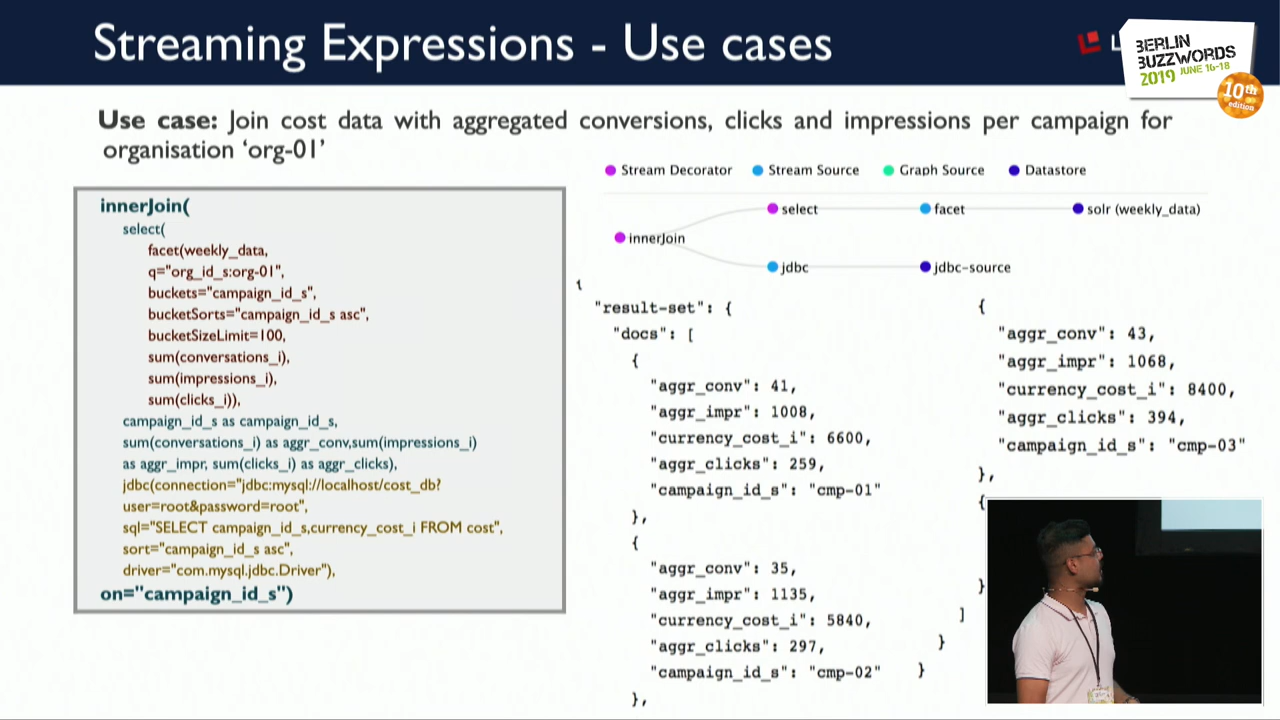 Streaming Expressions - Use cases
L
BERLIN
BUZZWORDS
2019 JUNE 16-18
10th
edition
Use case: Join cost data with aggregated conversions, clicks and impressions per campaign for
organisation ‘org-01’
Stream Decorator
Stream Source
Graph Source
Datastore
innerJoin
select
facet
solr (weekly_data)
jdbc
jdbc-source
innerJoin(
select(
facet(weekly_data,
q="org_id_s:org-01",
buckets="campaign_id_s",
bucketSorts="campaign_id_s asc",
bucketSizeLimit=100,
sum(conversations_i),
sum(impressions_i),
sum(clicks_i)),
campaign_id_s as campaign_id_s,
sum(conversations_i) as aggr_conv,sum(impressions_i)
as aggr_impr, sum(clicks_i) as aggr_clicks),
jdbc(connection="jdbc:mysql://localhost/cost_db?
user=root&password=root",
sql="SELECT campaign_id_s,currency_cost_i FROM cost",
sort="campaign_id_s asc",
driver="com.mysql.jdbc.Driver"),
on="campaign_id_s")
{
"result-set": {
"docs": [
{
"aggr_conv": 41,
"aggr_impr": 1008,
"currency_cost_i": 6600,
"aggr_clicks": 259,
"campaign_id_s": "cmp-01"
},
{
"aggr_conv": 35,
"aggr_impr": 1135,
"currency_cost_i": 5840,
"aggr_clicks": 297,
"campaign_id_s": "cmp-02"
},
{
"aggr_conv": 43,
"aggr_impr": 1068,
"currency_cost_i": 8400,
"aggr_clicks": 394,
"campaign_id_s": "cmp-03"
},
{
}
]
}
}